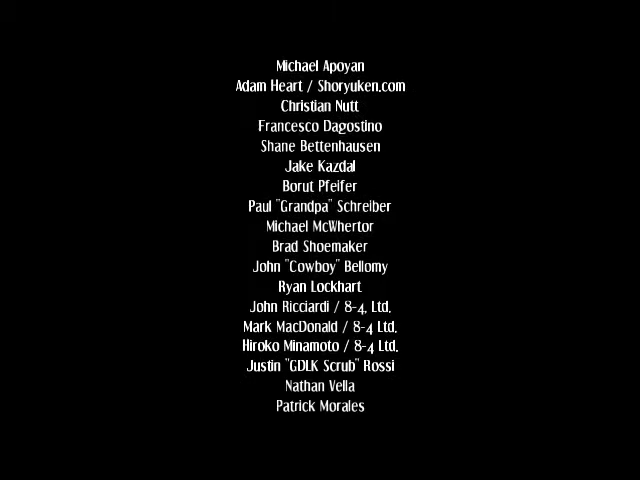 Michael Apoyan
Adam Heart / Shoryuken.com
Christian Nutt
Francesco Dagostino
Shane Bettenhausen
Jake Kazdal
Borut Pfeifer
Paul "Grandpa" Schreiber
Michael McWhertor
Brad Shoemaker
John "Cowboy" Bellomy
Ryan Lockhart
John Ricciardi / 8-4, Ltd.
Mark MacDonald / 8-4 Ltd.
Hiroko Minamoto / 8-4 Ltd.
Justin "GDLK Scrub" Rossi
Nathan Vella
Patrick Morales